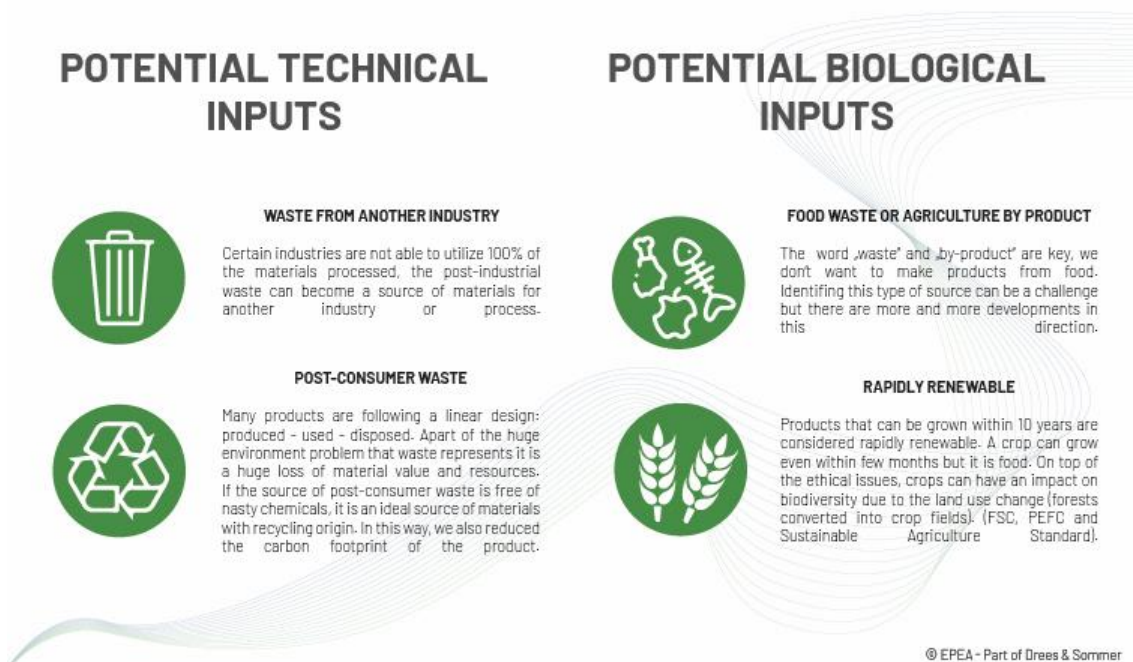 POTENTIAL TECHNICAL
INPUTS
WASTE FROM ANOTHER INDUSTRY
Certain industries are not able to utilize 100% of
the materials processed, the post-industrial
waste can become a source of materials for
another industry or process.
POST-CONSUMER WASTE
Many products are following a linear design:
produced - used - disposed. Apart of the huge
environment problem that waste represents it is
a huge loss of material value and resources.
If the source of post-consumer waste is free of
nasty chemicals, it is an ideal source of materials
with recycling origin. In this way, we also reduced
the carbon footprint of the product.
POTENTIAL BIOLOGICAL
INPUTS
FOOD WASTE OR AGRICULTURE BY PRODUCT
The word „waste" and „by-product" are key, we
don't want to make products from food.
Identifing this type of source can be a challenge
but there are more and more developments in
this direction.
RAPIDLY RENEWABLE
Products that can be grown within 10 years are
considered rapidly renewable. A crop can grow
even within few months but it is food. On top of
the ethical issues, crops can have an impact on
biodiversity due to the land use change (forests
converted into crop fields). (FSC, PEFC and
Sustainable Agriculture Standard).
© EPEA - Part of Drees & Sommer